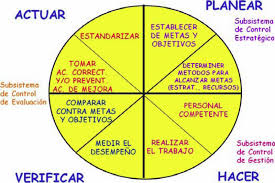 ACTUAR
PLANEAR
ESTANDARIZAR
ESTABLECER
DE METAS Y
OBJETIVOS
Subsistema
de Control
Estratégico
TOMAR
AC. CORRECT.
Y/O PREVENT.
AC. DE MEJORA
DETERMINER
METODOS PARA
ALCANZAR METAS
(ESTRAT... RECURSOS)
Subsistema
de Control
de Evaluación
COMPARAR
CONTRA METAS
Y OBJETIVOS
PERSONAL
COMPETENTE
MEDIR EL
DESEMPEÑO
REALIZAR
EL TRABAJO
Subsistema
de Control
de Gestión
VERIFICAR
HACER